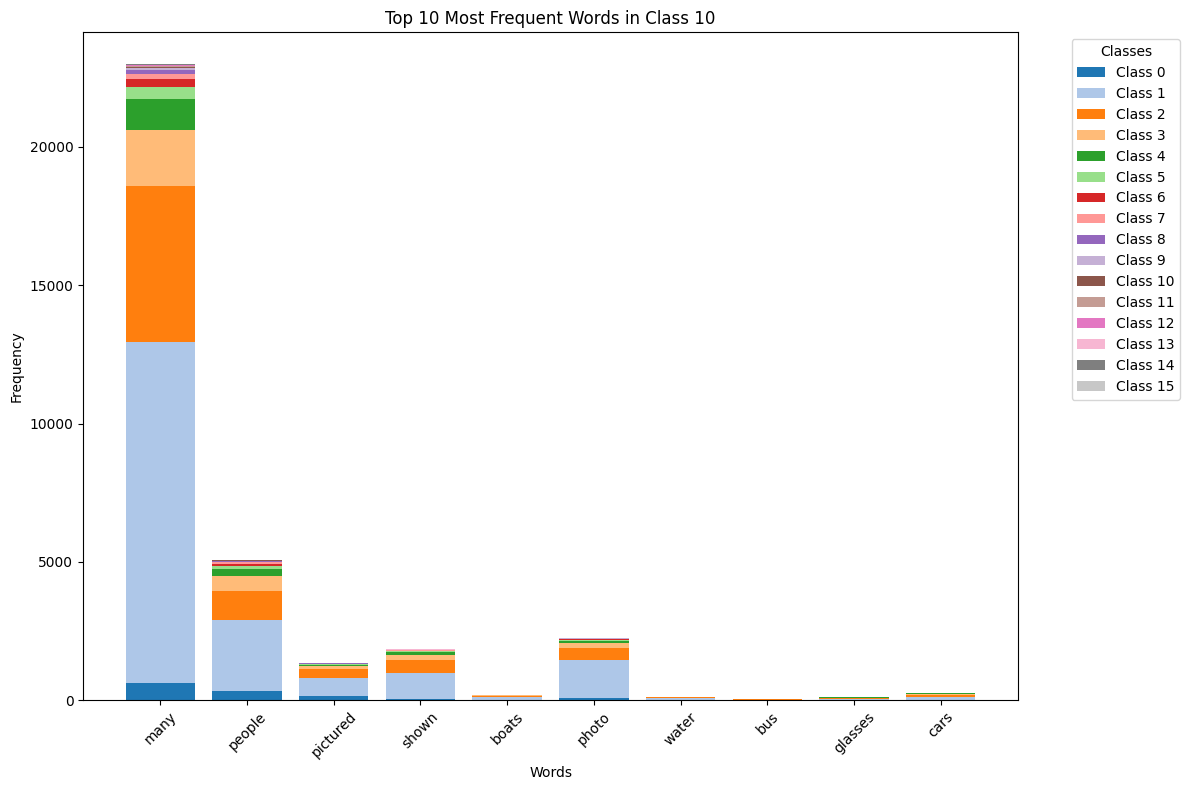 Top 10 Most Frequent Words in Class 10
Frequency
20000
15000
10000
5000
0
many
people
pictured
shown
boats
photo
water
bus
glasses
cars
Words
Classes
Class 0
Class 1
Class 2
Class 3
Class 4
Class 5
Class 6
Class 7
Class 8
Class 9
Class 10
Class 11
Class 12
Class 13
Class 14
Class 15